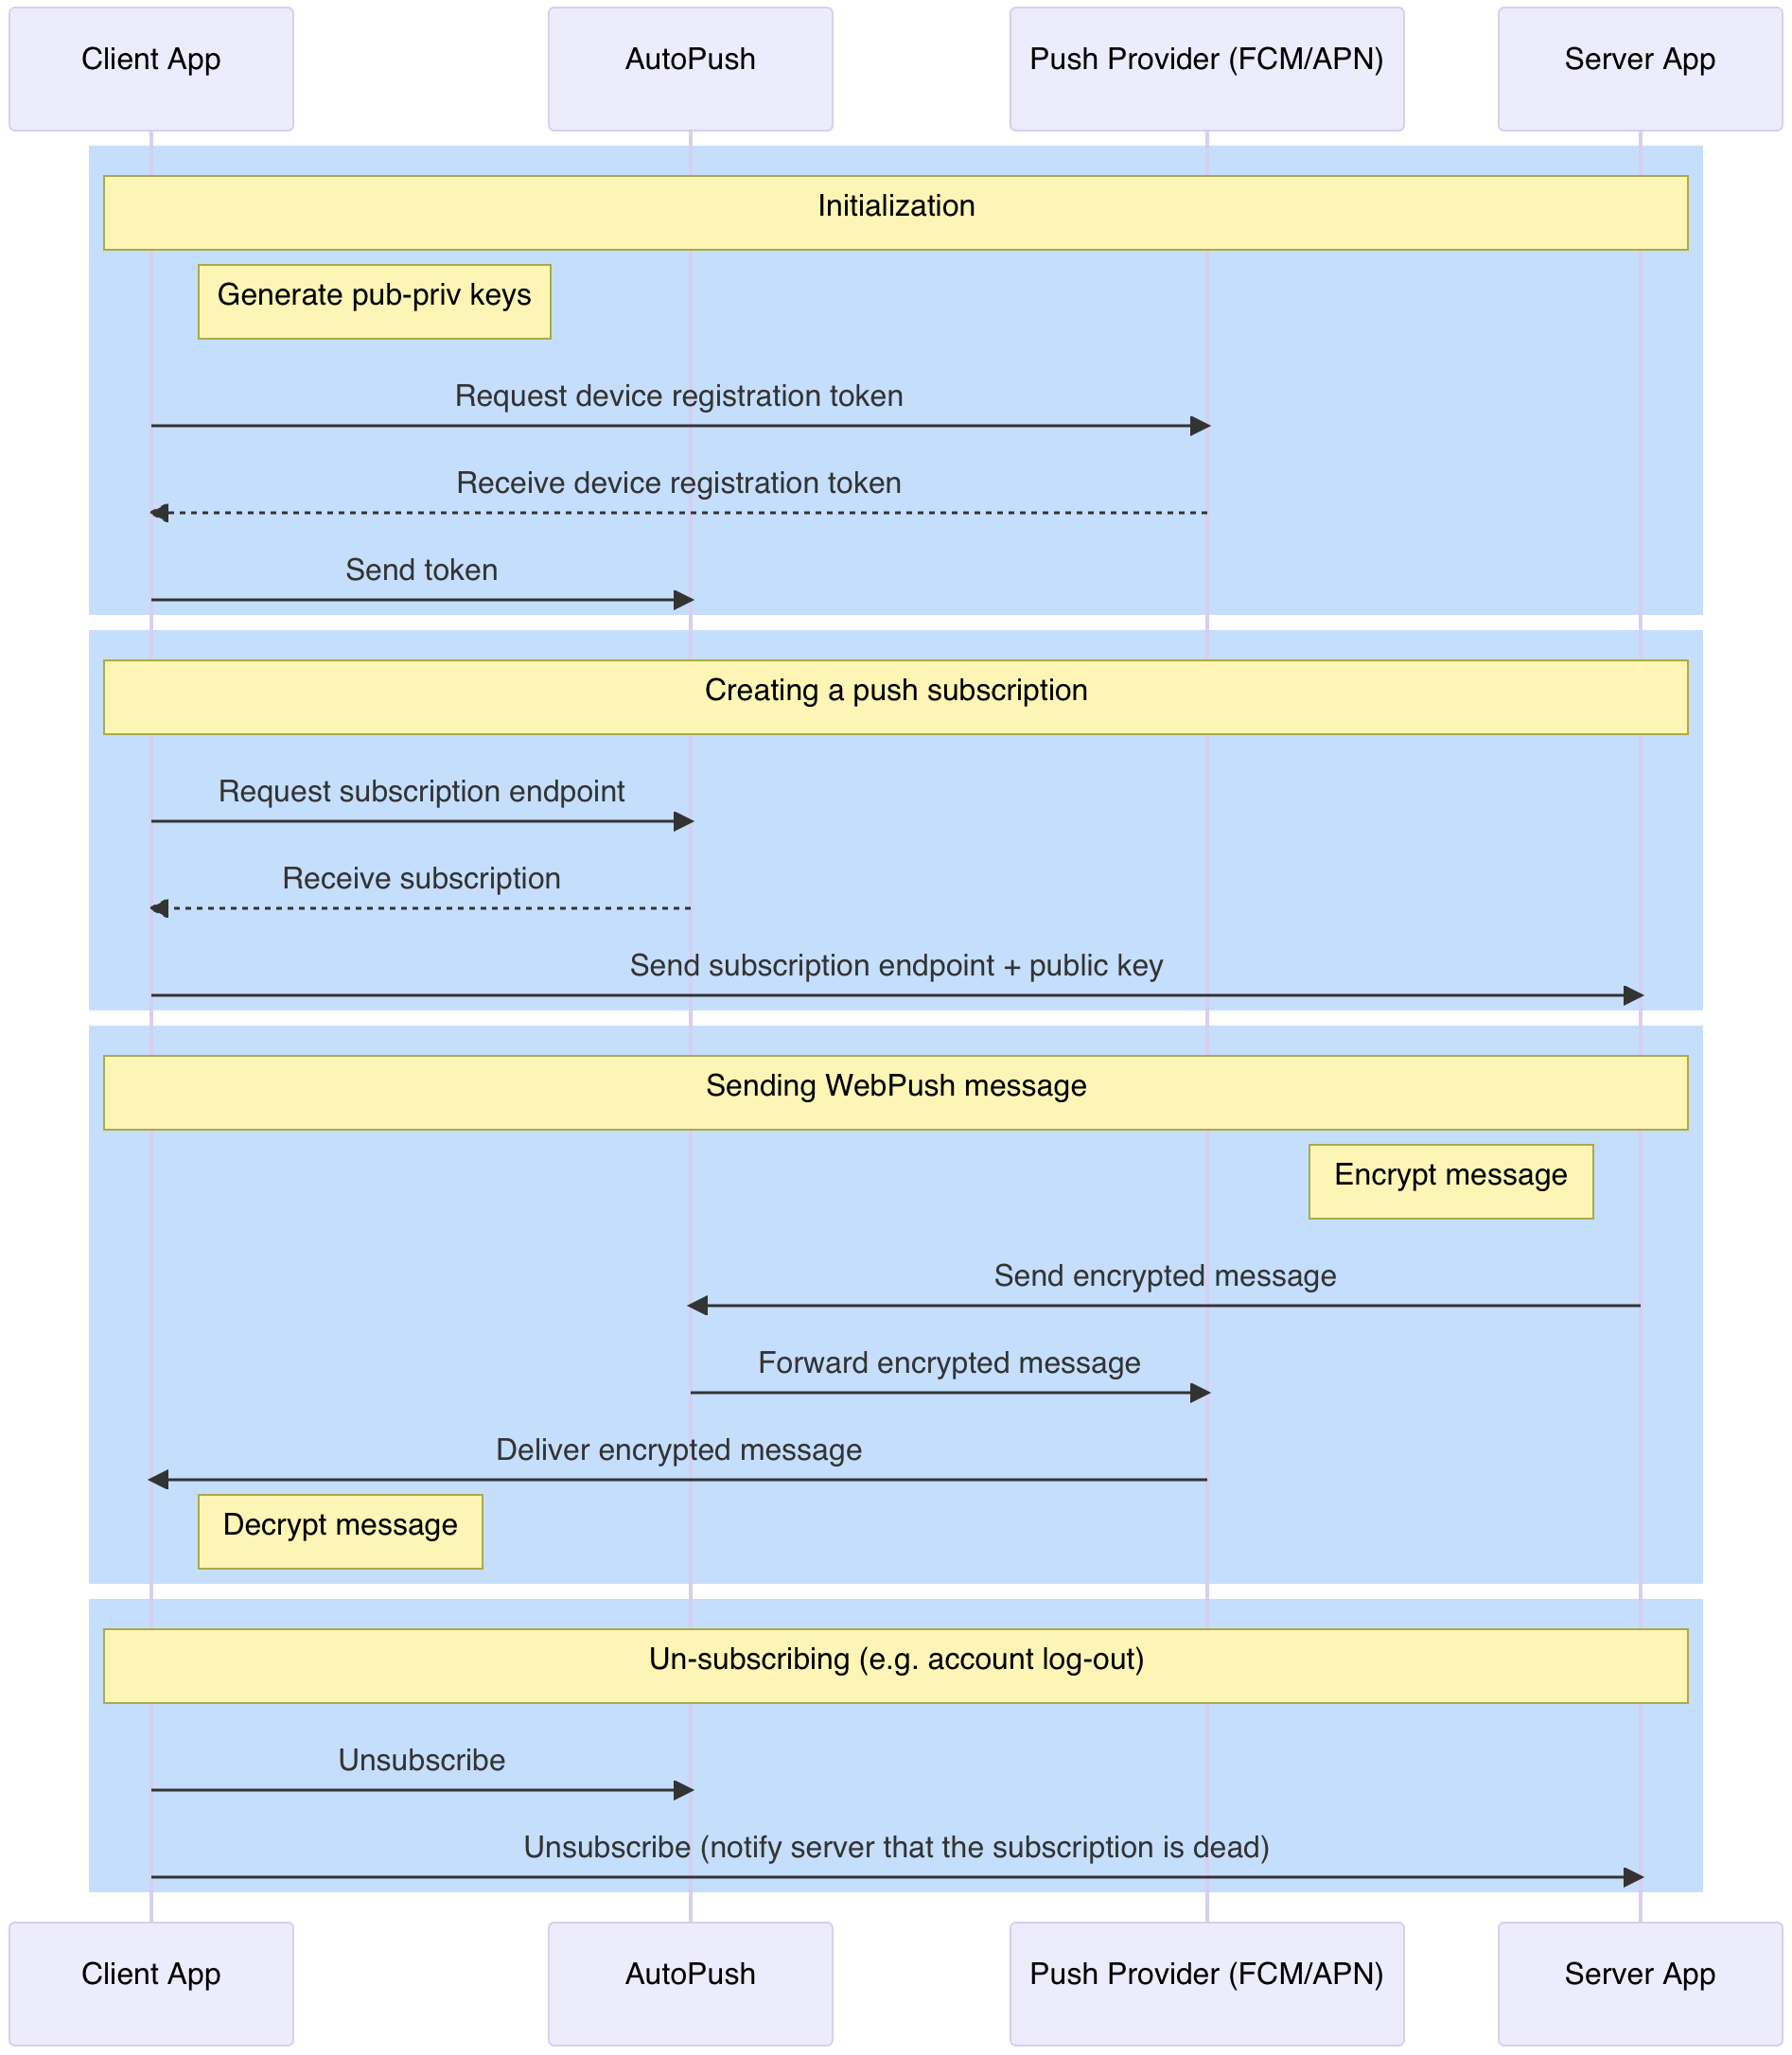 Client App
AutoPush
Push Provider (FCM/APN)
Server App
Initialization
Generate pub-priv keys
Request device registration token
Receive device registration token
Send token
Creating a push subscription
Request subscription endpoint
Receive subscription
Send subscription endpoint + public key
Sending WebPush message
Encrypt message
Send encrypted message
Forward encrypted message
Deliver encrypted message
Decrypt message
Un-subscribing (e.g. account log-out)
Unsubscribe
Unsubscribe (notify server that the subscription is dead)
Client App
AutoPush
Push Provider (FCM/APN)
Server App